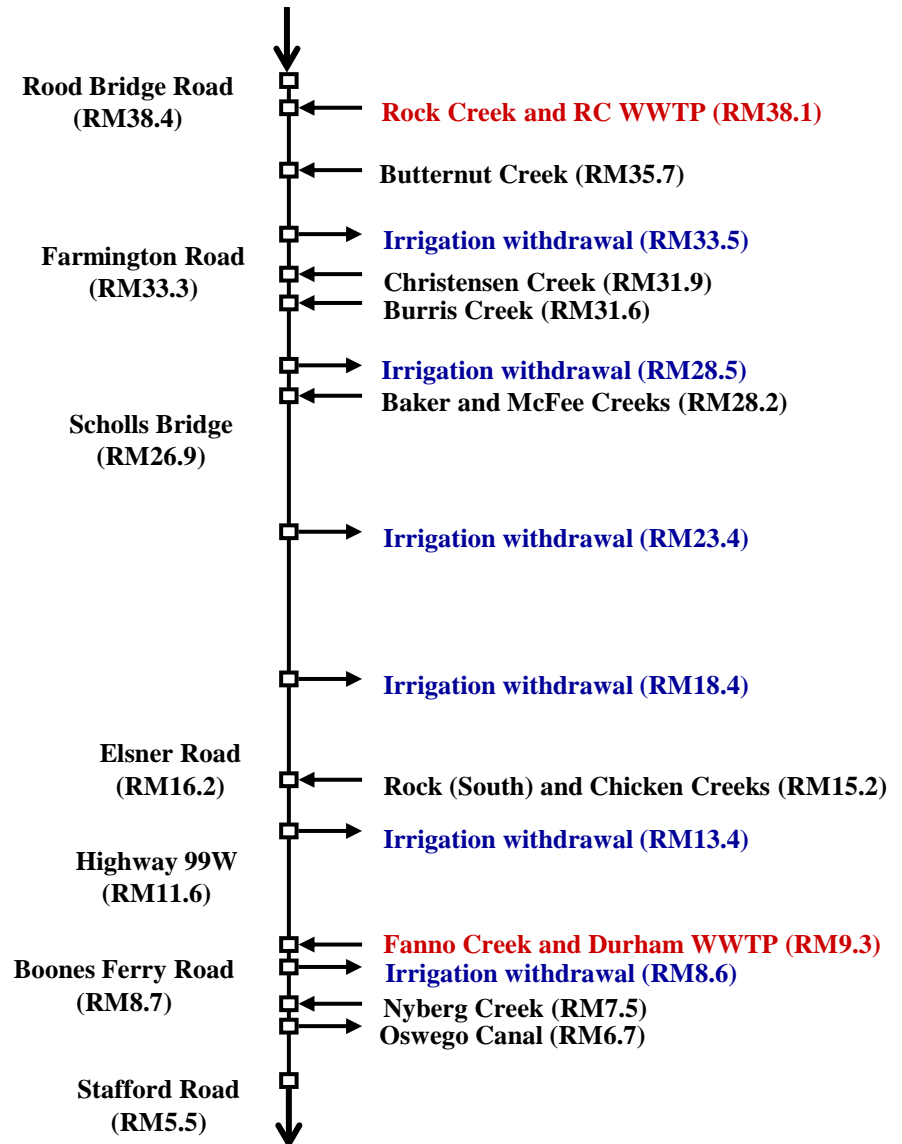 Rood Bridge Road
(RM38.4)
Rock Creek and RC WWTP (RM38.1)
Butternut Creek (RM35.7)
Irrigation withdrawal (RM33.5)
Farmington Road
(RM33.3)
Christensen Creek (RM31.9)
Burris Creek (RM31.6)
Irrigation withdrawal (RM28.5)
Baker and McFee Creeks (RM28.2)
Scholls Bridge
(RM26.9)
Irrigation withdrawal (RM23.4)
Irrigation withdrawal (RM18.4)
Elsner Road
(RM16.2)
Rock (South) and Chicken Creeks (RM15.2)
Irrigation withdrawal (RM13.4)
Highway 99W
(RM11.6)
Fanno Creek and Durham WWTP (RM9.3)
Boones Ferry Road
(RM8.7)
Irrigation withdrawal (RM8.6)
Nyberg Creek (RM7.5)
Oswego Canal (RM6.7)
Stafford Road
(RM5.5)